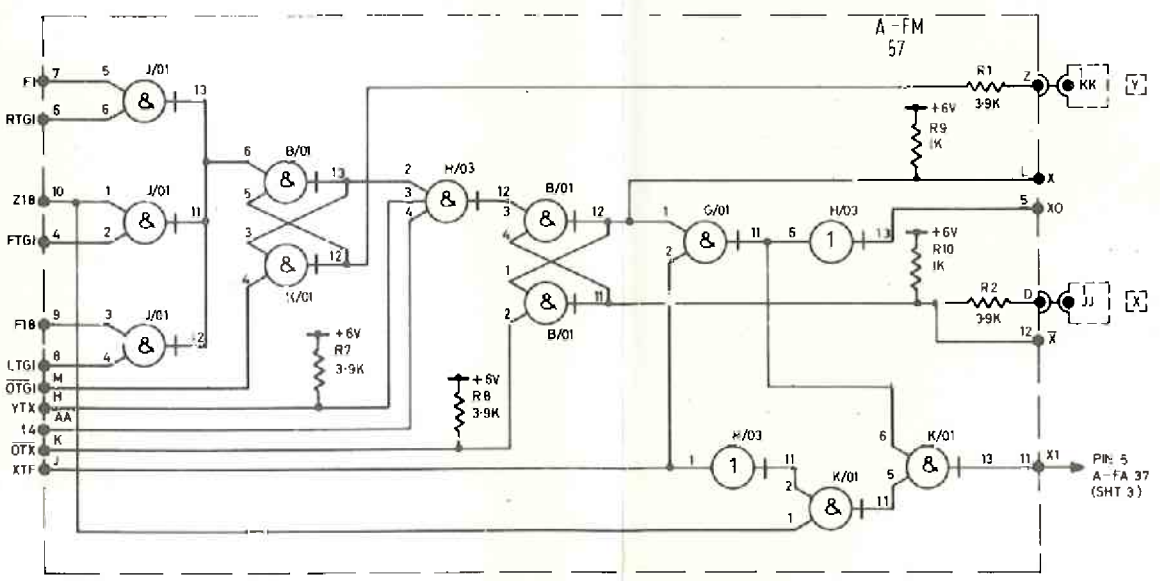 A-FM
57
7 5 J/01
FI 13
RTGI 6 6 &
R1
3·9K
Z
KK
[Y]
+6V
R9
1K
L X
6 B/01
& 13
5
10 1 J/01
Z18 & 11
FTGI 4 2
2 H/03
3 & 12
4
3 B/01
& 12
4
1 G/01
& 11
2
5 H/03
1 13
5 XO
+6V
R10
1K
3 & 12
4
1
& 11
2
B/01
R2
3·9K
D
JJ
[X]
12 X̅
9 3 J/01
F18 &
LTGI 8 4
+6V
R7
3·9K
O̅T̅G̅I̅ M
YTX H
AA
+6V
R8
3·9K
O̅T̅X̅ K
XTF J
1 H/03
1 11
2 K/01
& 11
1
6 K/01
& 13
5
11 X1
PIN 5
A-FA 37
(SHT 3)